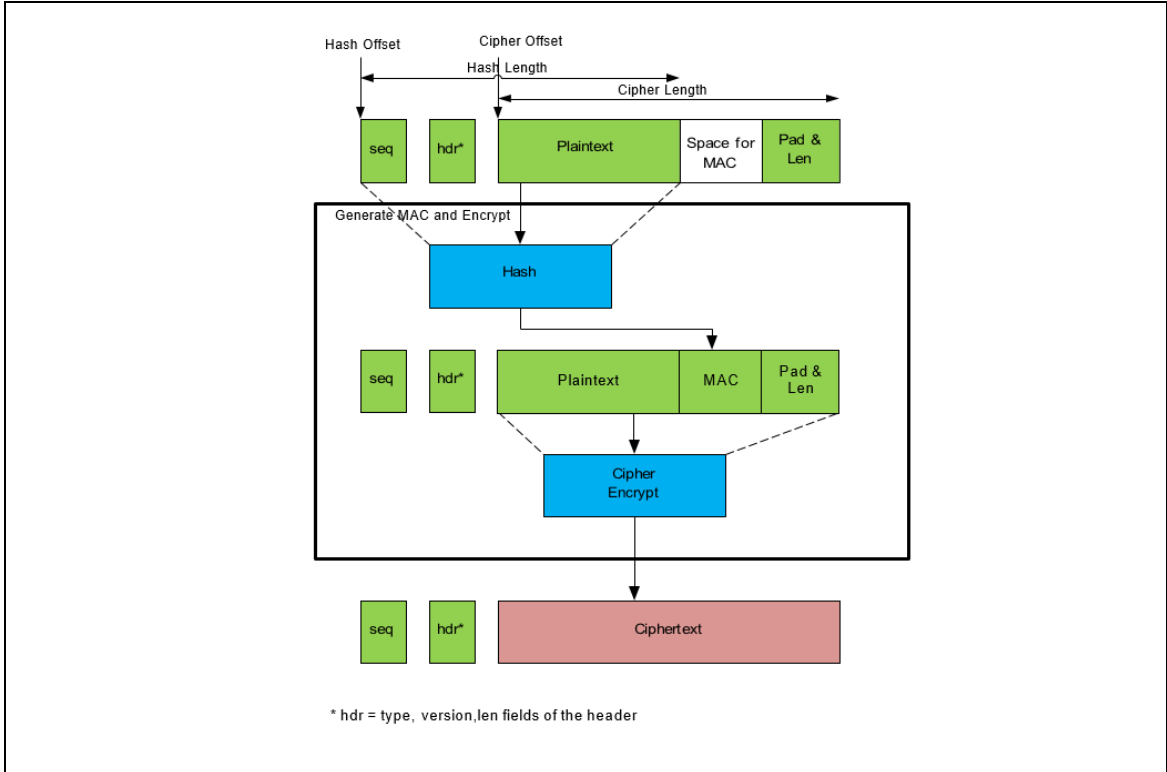 Hash Offset
Cipher Offset
Hash Length
Cipher Length
seq
hdr*
Plaintext
Space for
MAC
Pad &
Len
Generate MAC and Encrypt
Hash
seq
hdr*
Plaintext
MAC
Pad &
Len
Cipher
Encrypt
seq
hdr*
Ciphertext
* hdr = type, version,len fields of the header